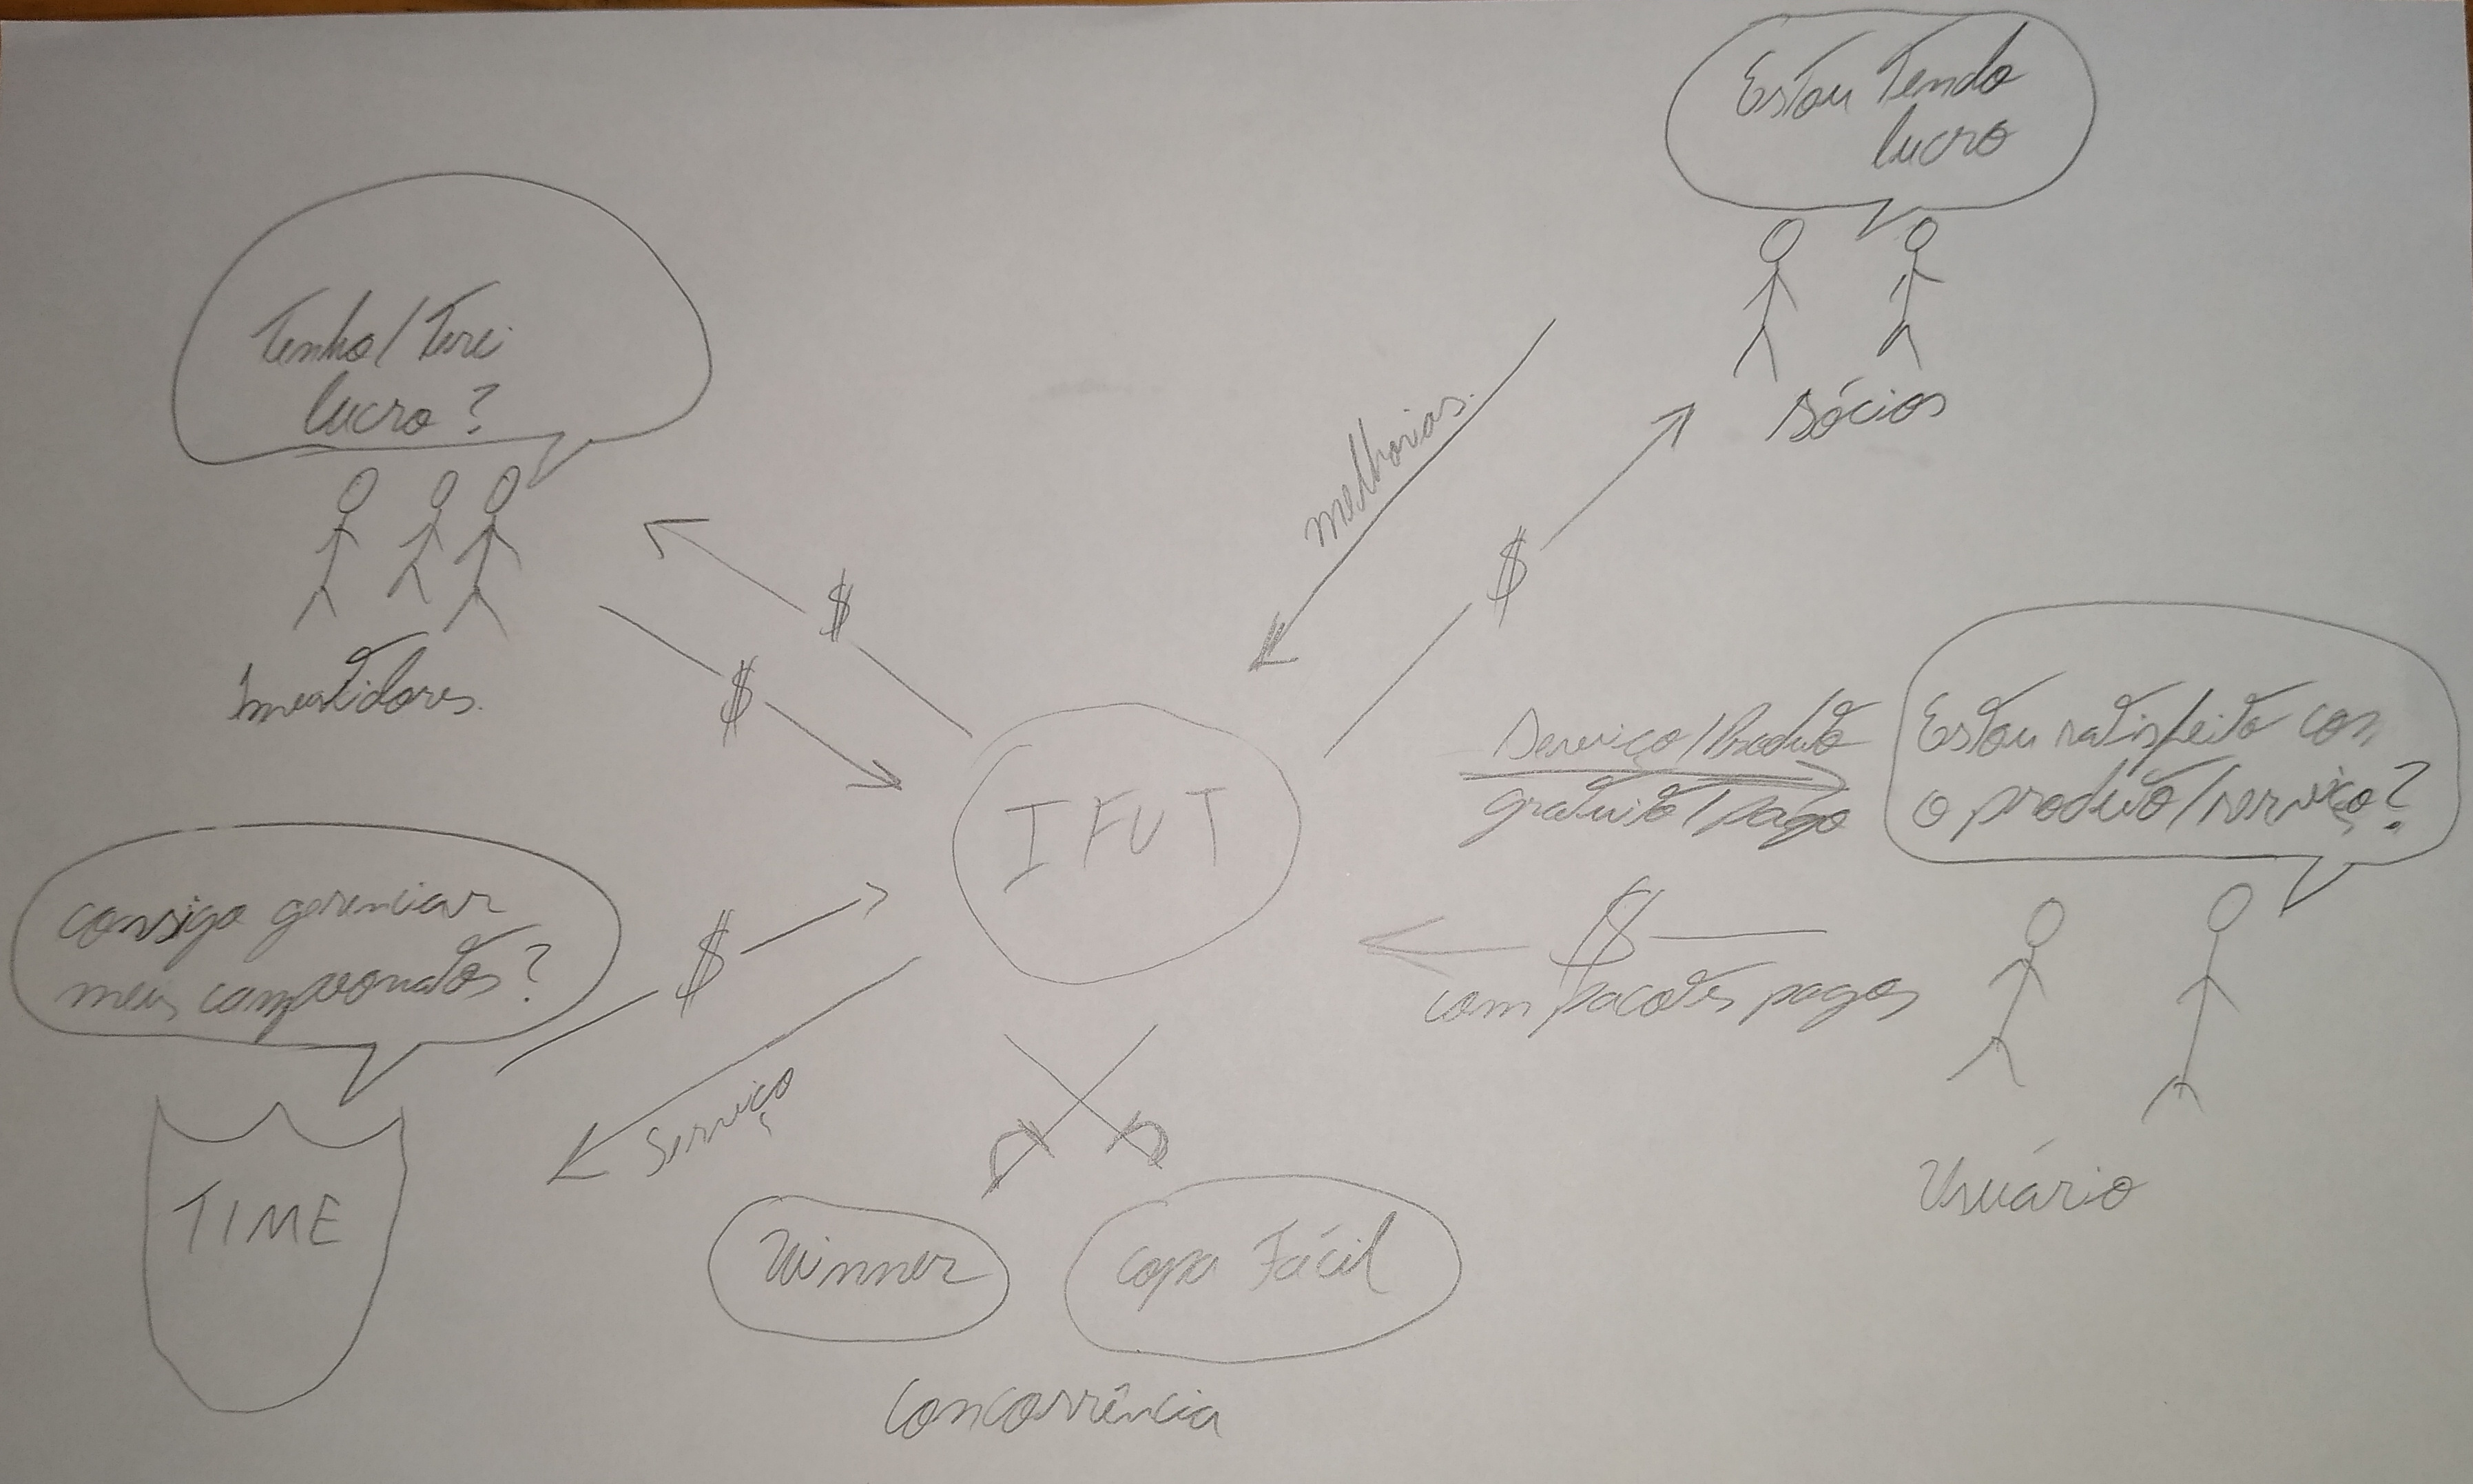 Estou Tendo
lucro
Sócios
Tenho/Terei
lucro?
Investidores.
melhorias.
$
$
$
IFUT
Serviço/Produto
gratuito/pago
Estou satisfeito com
o produto/serviço?
$
com pacotes pagos
Usuário
consigo gerenciar
meus campeonatos?
$
Serviço
TIME
Winner
copa Fácil
Concorrência